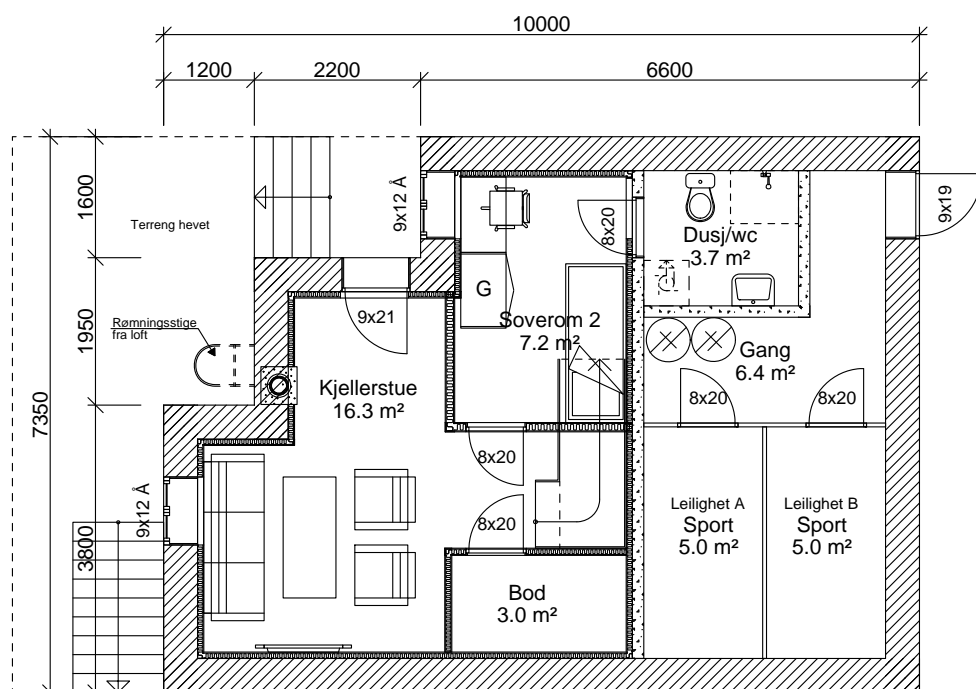 10000
1200
2200
6600
1600
1950
3800
7350
Terreng hevet
9x12 Å
8x20
Dusj/wc
3.7 m²
9x19
G
Rømningsstige
fra loft
9x21
Soverom 2
7.2 m²
Gang
6.4 m²
Kjellerstue
16.3 m²
8x20
8x20
8x20
9x12 Å
Leilighet A
Sport
5.0 m²
Leilighet B
Sport
5.0 m²
8x20
Bod
3.0 m²